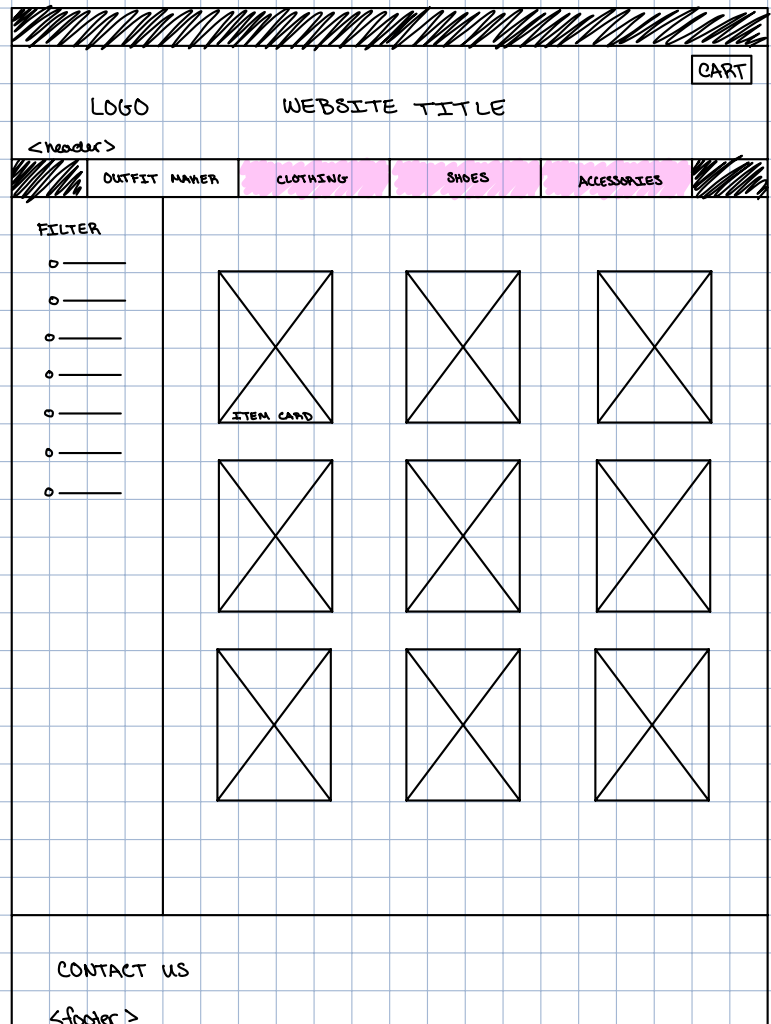 CART
LOGO WEBSITE TITLE
<header>
OUTFIT MAKER CLOTHING SHOES ACCESSORIES
FILTER
ITEM CARD
CONTACT US
<footer>